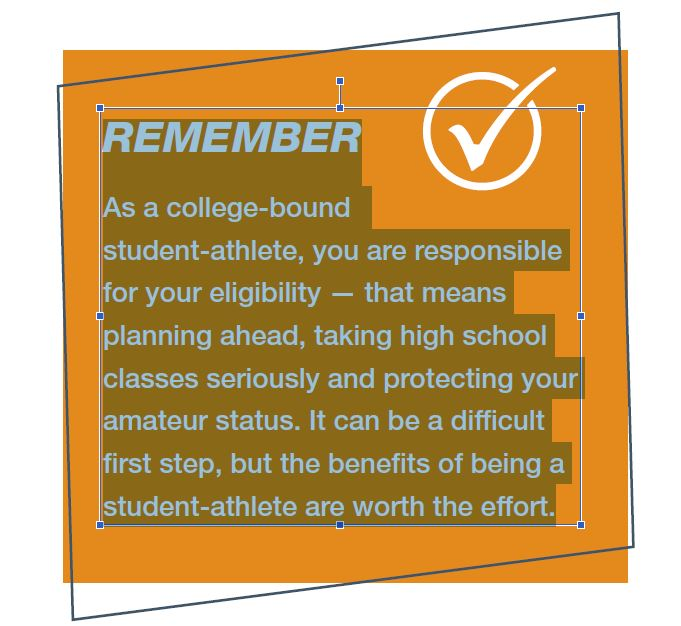 REMEMBER
As a college-bound
student-athlete, you are responsible
for your eligibility — that means
planning ahead, taking high school
classes seriously and protecting your
amateur status. It can be a difficult
first step, but the benefits of being a
student-athlete are worth the effort.